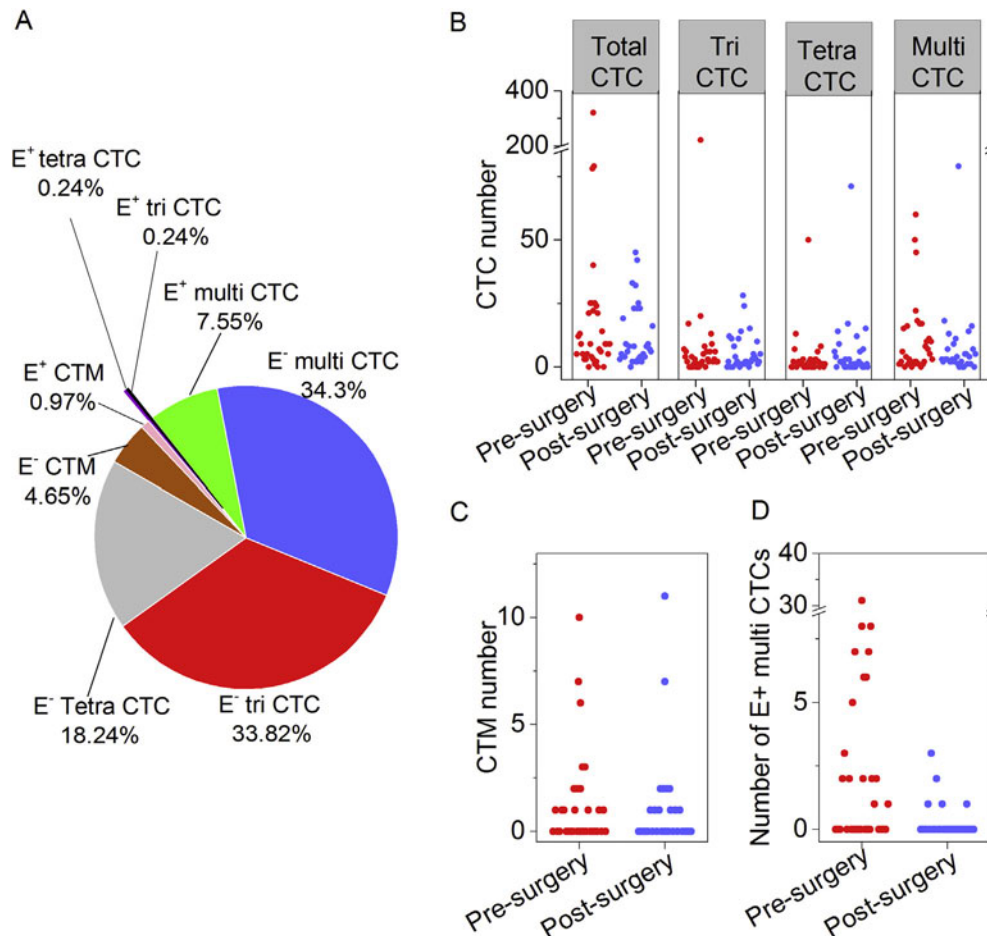 A
E⁺ tetra CTC
0.24%
E⁺ tri CTC
0.24%
E⁺ multi CTC
7.55%
E⁻ multi CTC
34.3%
E⁺ CTM
0.97%
E⁻ CTM
4.65%
E⁻ Tetra CTC
18.24%
E⁻ tri CTC
33.82%
B
Total
CTC
Tri
CTC
Tetra
CTC
Multi
CTC
CTC number
400
200
50
0
Pre-surgery
Post-surgery
Pre-surgery
Post-surgery
Pre-surgery
Post-surgery
Pre-surgery
Post-surgery
C
CTM number
10
5
0
Pre-surgery
Post-surgery
D
Number of E+ multi CTCs
40
30
5
0
Pre-surgery
Post-surgery